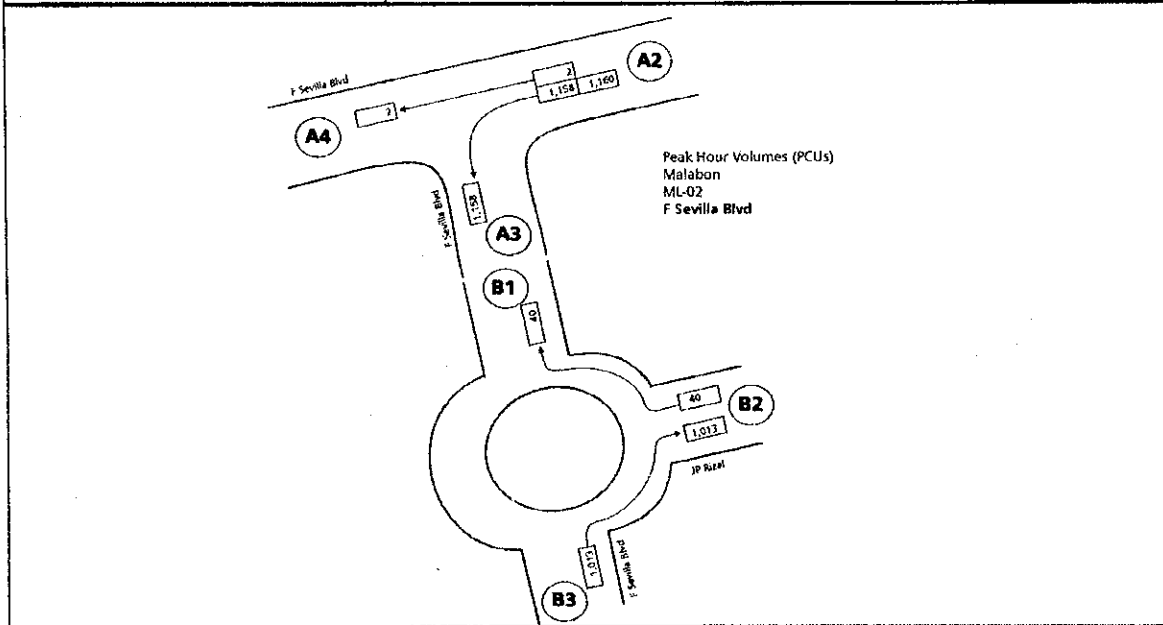 F Sevilla Blvd
A2
2
1,158 1,160
2
A4
Peak Hour Volumes (PCUs)
Malabon
ML-02
F Sevilla Blvd
F Sevilla Blvd
1,158
A3
B1
40
40
B2
1,013
JP Rizal
1,013
F Sevilla Blvd
B3